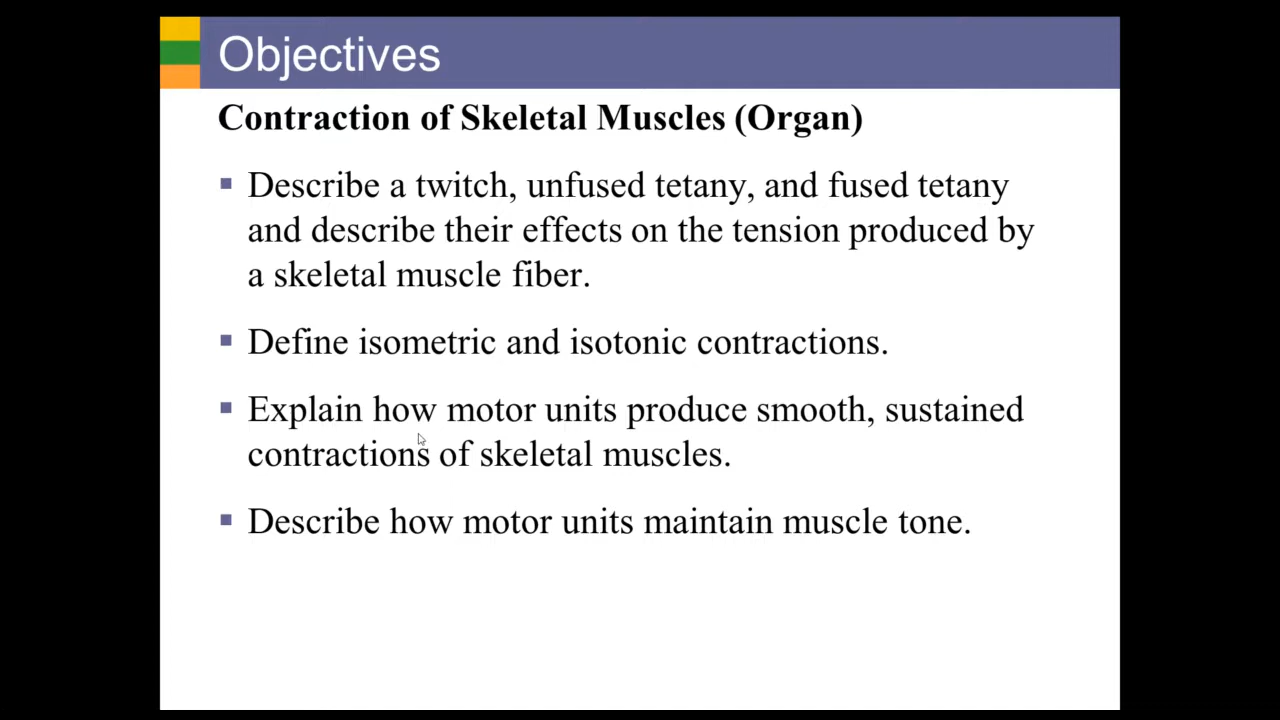 Objectives
Contraction of Skeletal Muscles (Organ)
▪ Describe a twitch, unfused tetany, and fused tetany
and describe their effects on the tension produced by
a skeletal muscle fiber.
▪ Define isometric and isotonic contractions.
▪ Explain how motor units produce smooth, sustained
contractions of skeletal muscles.
▪ Describe how motor units maintain muscle tone.